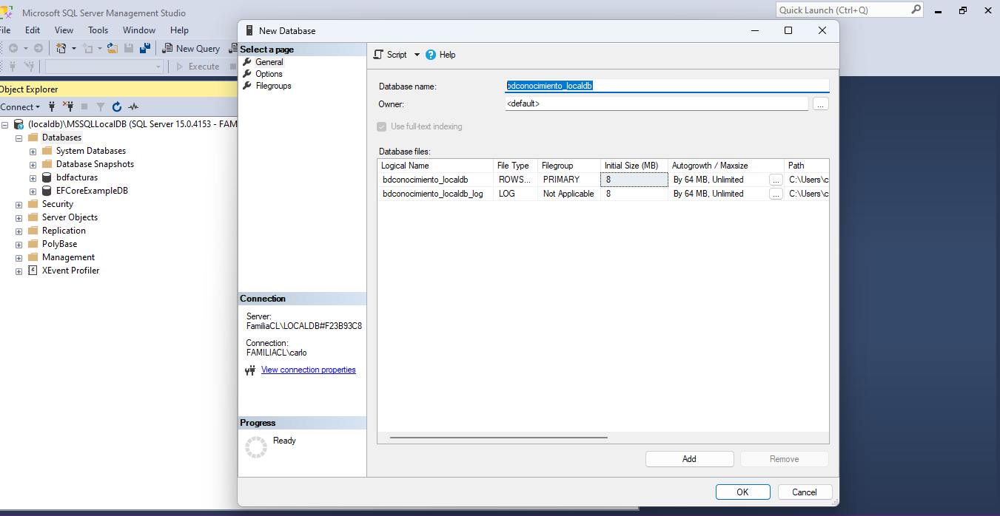 Microsoft SQL Server Management Studio
Quick Launch (Ctrl+Q)
File Edit View Tools Window Help
New Query
Execute
Object Explorer
Connect
(localdb)\MSSQLLocalDB (SQL Server 15.0.4153 - FAM
Databases
System Databases
Database Snapshots
bdfacturas
EFCoreExampleDB
Security
Server Objects
Replication
PolyBase
Management
XEvent Profiler
New Database
Select a page
General
Options
Filegroups
Connection
Server:
FamiliaCL\LOCALDB#F23B93C8
Connection:
FAMILIACL\carlo
View connection properties
Progress
Ready
Script Help
Database name: bdconocimiento_localdb
Owner: <default> ...
Use full-text indexing
Database files:
Logical Name File Type Filegroup Initial Size (MB) Autogrowth / Maxsize Path
bdconocimiento_localdb ROWS... PRIMARY 8 By 64 MB, Unlimited ... C:\Users\c
bdconocimiento_localdb_log LOG Not Applicable 8 By 64 MB, Unlimited ... C:\Users\c
Add Remove
OK Cancel